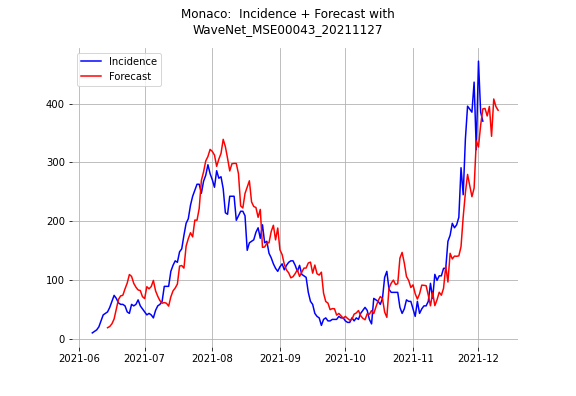 Monaco:  Incidence + Forecast with
WaveNet_MSE00043_20211127
Incidence
Forecast
400
300
200
100
0
2021-06 2021-07 2021-08 2021-09 2021-10 2021-11 2021-12